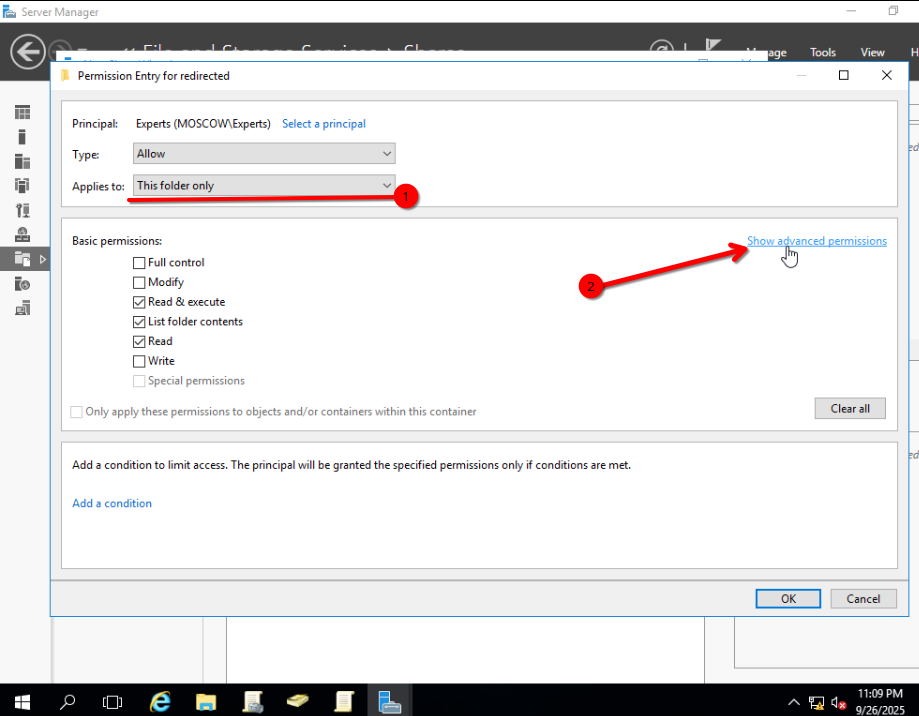 Server Manager
File and Storage Services
Shares
Tools View
Permission Entry for redirected
Principal: Experts (MOSCOW\Experts) Select a principal
Type: Allow
Applies to: This folder only
1
Basic permissions: Show advanced permissions
Full control
Modify
2
Read & execute
List folder contents
Read
Write
Special permissions
Only apply these permissions to objects and/or containers within this container
Clear all
Add a condition to limit access. The principal will be granted the specified permissions only if conditions are met.
Add a condition
OK Cancel
11:09 PM
9/26/2025